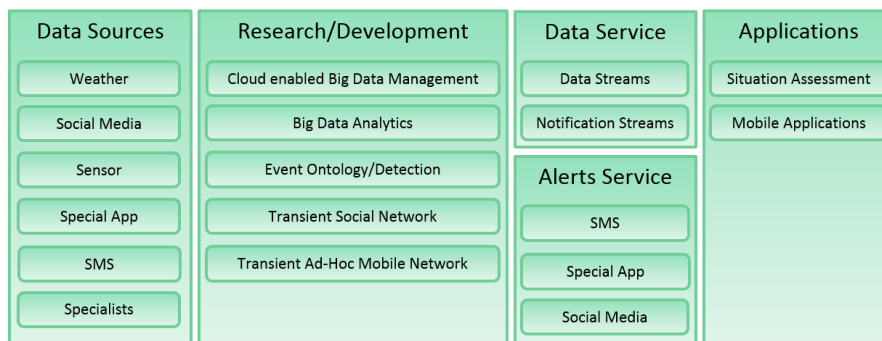 Data Sources
Weather
Social Media
Sensor
Special App
SMS
Specialists
Research/Development
Cloud enabled Big Data Management
Big Data Analytics
Event Ontology/Detection
Transient Social Network
Transient Ad-Hoc Mobile Network
Data Service
Data Streams
Notification Streams
Alerts Service
SMS
Special App
Social Media
Applications
Situation Assessment
Mobile Applications